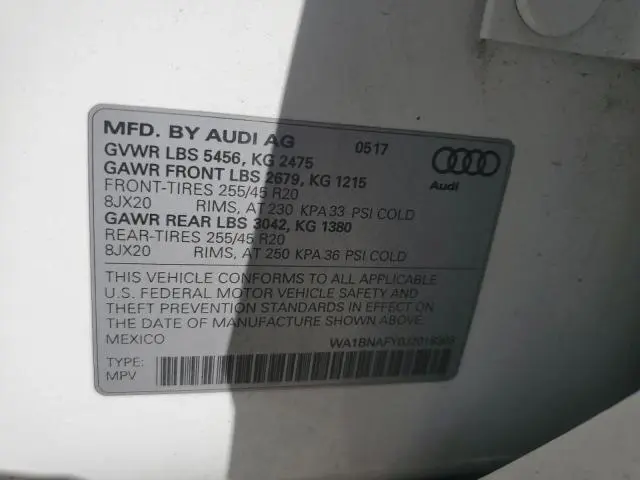 MFD. BY AUDI AG 0517
GVWR LBS 5456, KG 2475
GAWR FRONT LBS 2679, KG 1215
FRONT-TIRES 255/45 R20
8JX20 RIMS, AT 230 KPA 33 PSI COLD
GAWR REAR LBS 3042, KG 1380
REAR-TIRES 255/45 R20
8JX20 RIMS, AT 250 KPA 36 PSI COLD
Audi
THIS VEHICLE CONFORMS TO ALL APPLICABLE
U.S. FEDERAL MOTOR VEHICLE SAFETY AND
THEFT PREVENTION STANDARDS IN EFFECT ON
THE DATE OF MANUFACTURE SHOWN ABOVE.
MEXICO
TYPE:
MPV